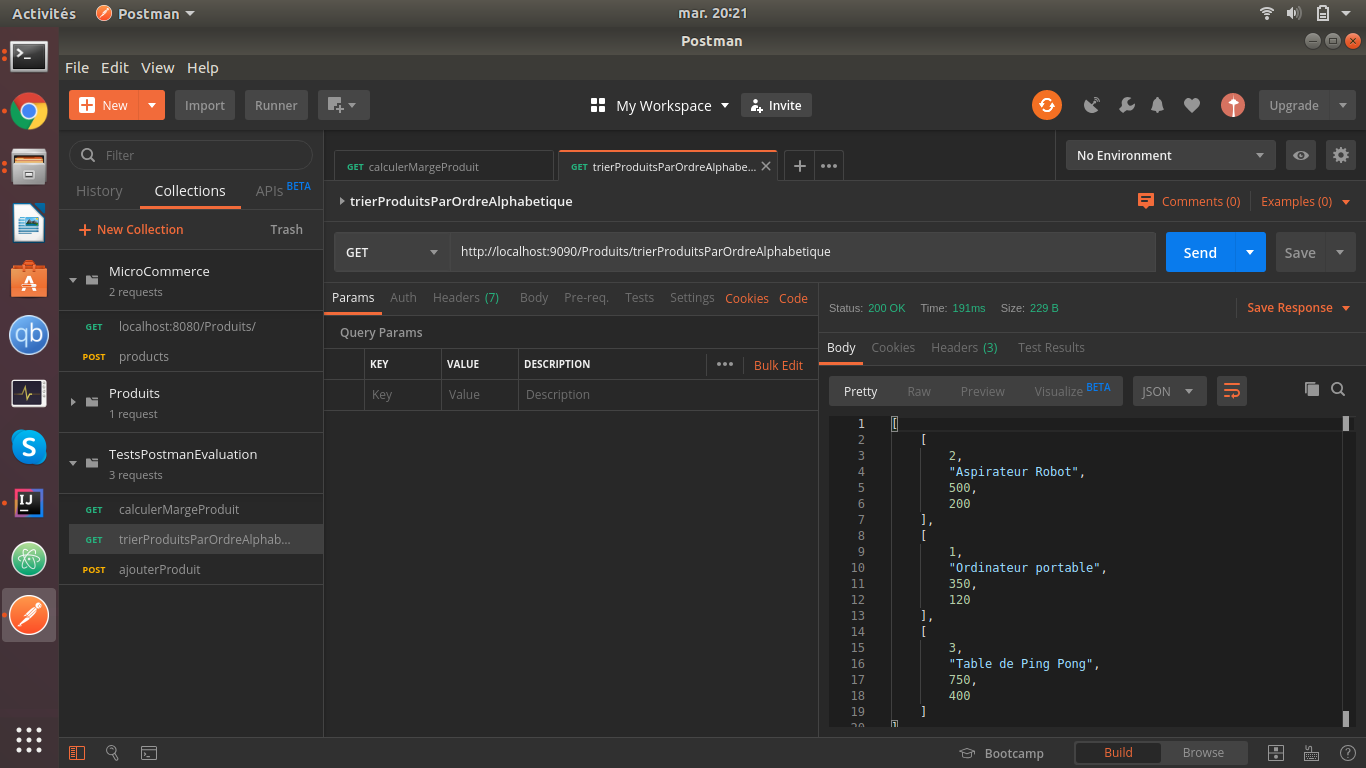 Activités Postman mar. 20:21
Postman
File Edit View Help
New Import Runner My Workspace Invite Upgrade
Filter
History Collections APIs BETA
New Collection Trash
MicroCommerce
2 requests
GET localhost:8080/Produits/
POST products
Produits
1 request
TestsPostmanEvaluation
3 requests
GET calculerMargeProduit
GET trierProduitsParOrdreAlphab...
POST ajouterProduit
GET calculerMargeProduit GET trierProduitsParOrdreAlphabe... No Environment
trierProduitsParOrdreAlphabetique Comments (0) Examples (0)
GET http://localhost:9090/Produits/trierProduitsParOrdreAlphabetique Send Save
Params Auth Headers (7) Body Pre-req. Tests Settings Cookies Code
Query Params
KEY VALUE DESCRIPTION Bulk Edit
Key Value Description
Status: 200 OK Time: 191ms Size: 229 B Save Response
Body Cookies Headers (3) Test Results
Pretty Raw Preview Visualize BETA JSON
1 [
2 [
3 2,
4 "Aspirateur Robot",
5 500,
6 200
7 ],
8 [
9 1,
10 "Ordinateur portable",
11 350,
12 120
13 ],
14 [
15 3,
16 "Table de Ping Pong",
17 750,
18 400
19 ]
20 ]
Bootcamp Build Browse